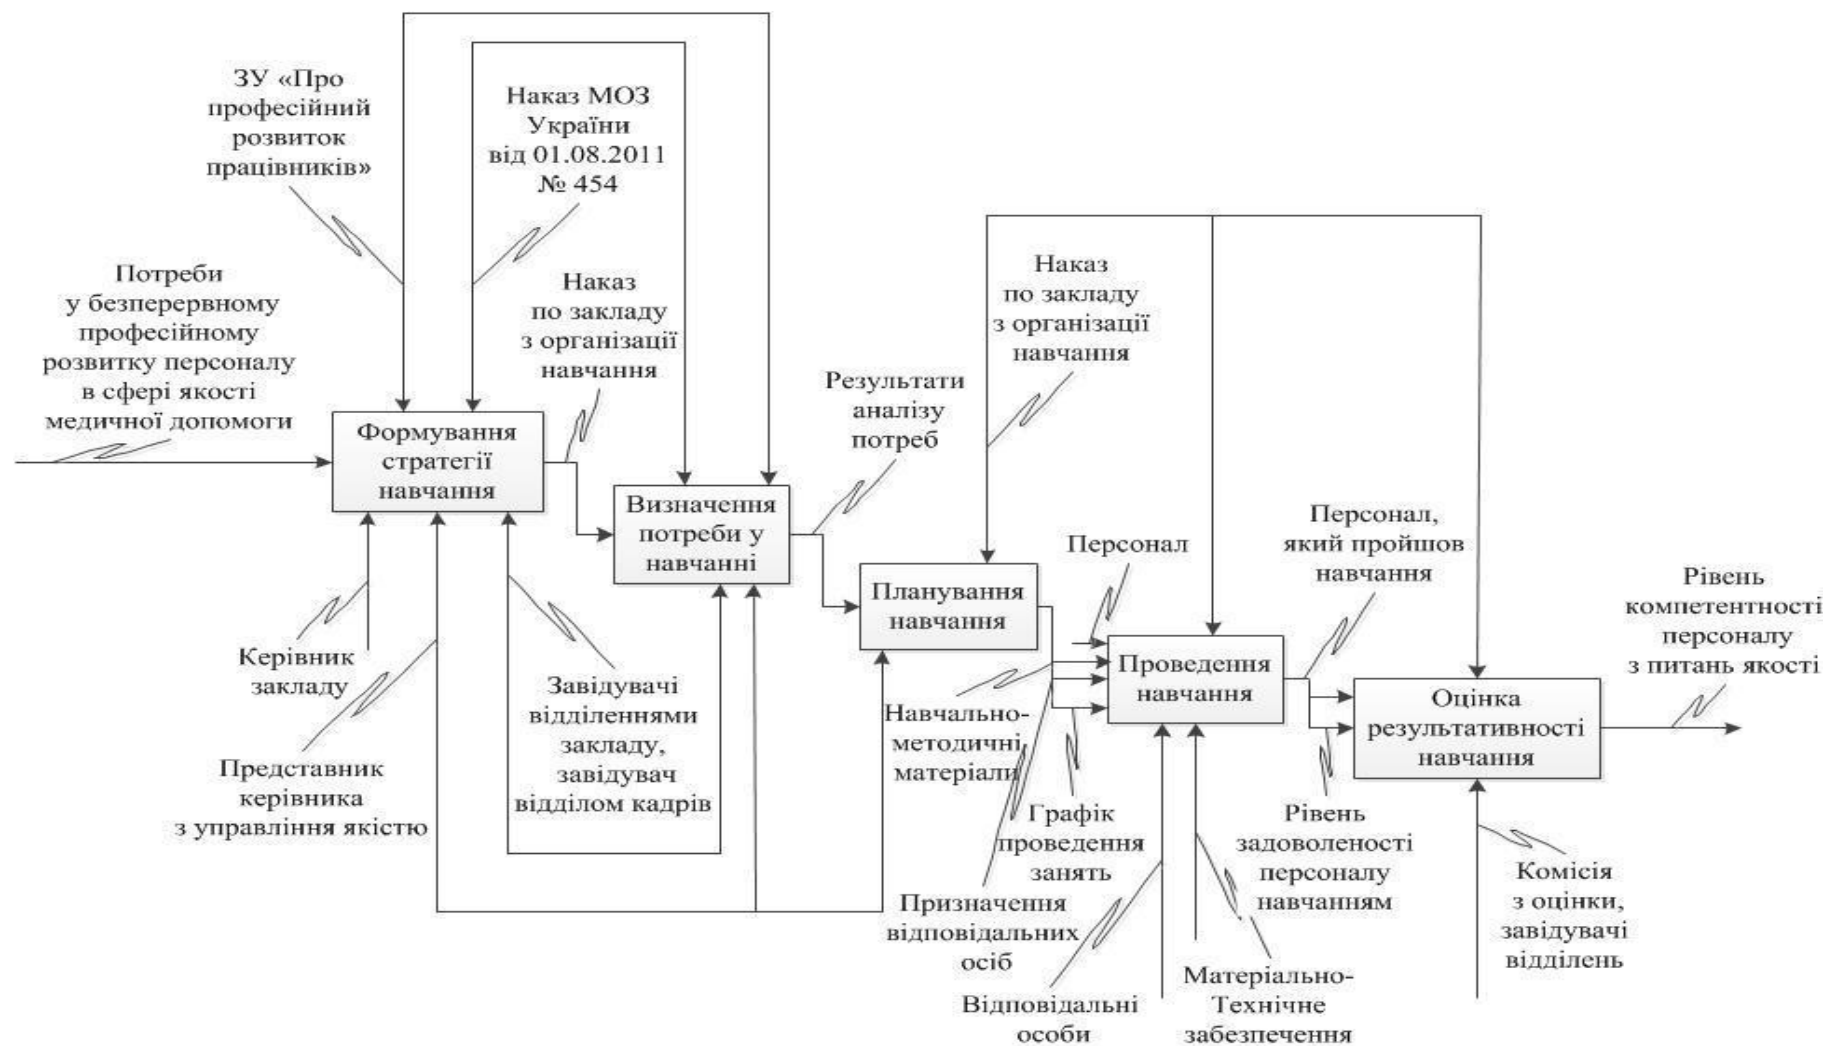 ЗУ «Про
професійний
розвиток
працівників»
Наказ МОЗ
України
від 01.08.2011
№ 454
Потреби
у безперервному
професійному
розвитку персоналу
в сфері якості
медичної допомоги
Наказ
по закладу
з організації
навчання
Наказ
по закладу
з організації
навчання
Результати
аналізу
потреб
Формування
стратегії
навчання
Визначення
потреби у
навчанні
Планування
навчання
Персонал
Персонал,
який пройшов
навчання
Рівень
компетентності
персоналу
з питань якості
Проведення
навчання
Оцінка
результативності
навчання
Керівник
закладу
Представник
керівника
з управління якістю
Завідувачі
відділеннями
закладу,
завідувач
відділом кадрів
Навчально-
методичні
матеріали
Графік
проведення
занять
Призначення
відповідальних
осіб
Рівень
задоволеності
персоналу
навчанням
Відповідальні
особи
Матеріально-
Технічне
забезпечення
Комісія
з оцінки,
завідувачі
відділень